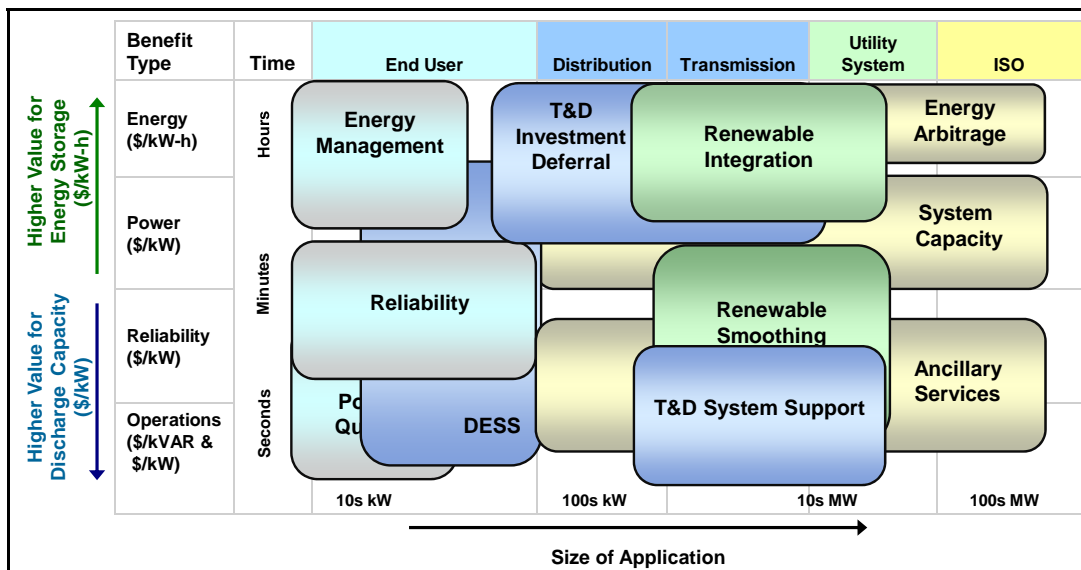 Benefit
Type
Time
End User
Distribution
Transmission
Utility
System
ISO
Higher Value for
Energy Storage
($/kW-h)
Higher Value for
Discharge Capacity
($/kW)
Energy
($/kW-h)
Power
($/kW)
Reliability
($/kW)
Operations
($/kVAR &
$/kW)
Hours
Minutes
Seconds
Energy
Management
T&D
Investment
Deferral
Renewable
Integration
Energy
Arbitrage
System
Capacity
Reliability
Renewable
Smoothing
Ancillary
Services
T&D System Support
DESS
10s kW
100s kW
10s MW
100s MW
Size of Application